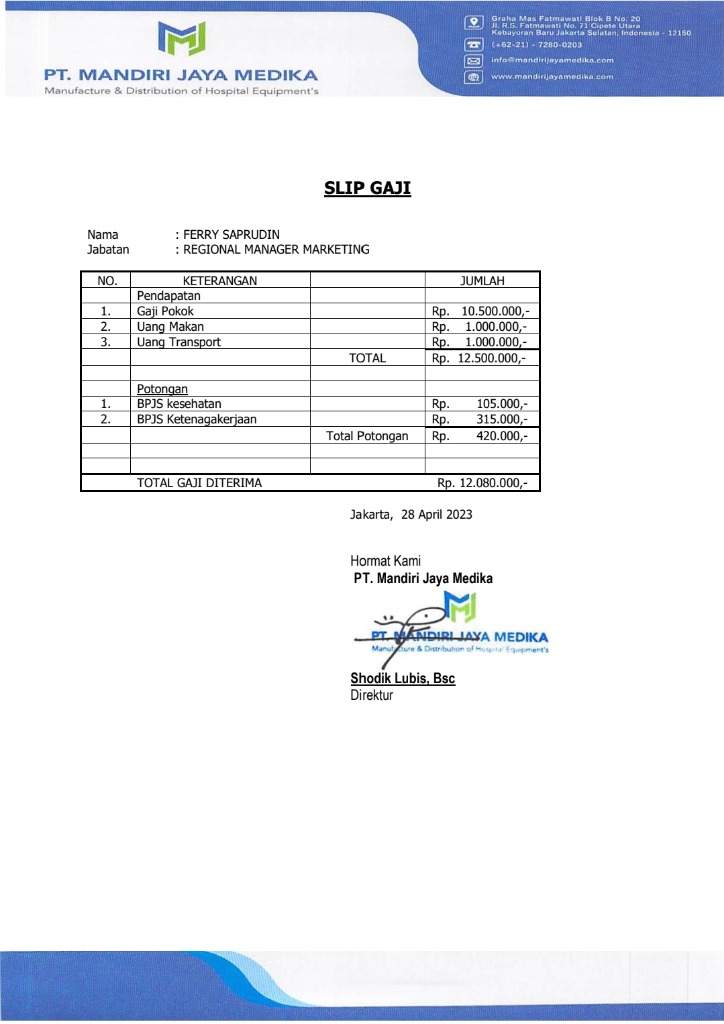 Graha Mas Fatmawati Blok B No. 20
Jl. R.S. Fatmawati No. 71 Cipete Utara
Kebayoran Baru Jakarta Selatan, Indonesia - 12150
(+62-21) - 7280-0203
info@mandirijayamedika.com
www.mandirijayamedika.com
PT. MANDIRI JAYA MEDIKA
Manufacture & Distribution of Hospital Equipment's
SLIP GAJI
Nama : FERRY SAPRUDIN
Jabatan : REGIONAL MANAGER MARKETING
NO. KETERANGAN JUMLAH
Pendapatan
1. Gaji Pokok Rp. 10.500.000,-
2. Uang Makan Rp. 1.000.000,-
3. Uang Transport Rp. 1.000.000,-
TOTAL Rp. 12.500.000,-
Potongan
1. BPJS kesehatan Rp. 105.000,-
2. BPJS Ketenagakerjaan Rp. 315.000,-
Total Potongan Rp. 420.000,-
TOTAL GAJI DITERIMA Rp. 12.080.000,-
Jakarta, 28 April 2023
Hormat Kami
PT. Mandiri Jaya Medika
PT. MANDIRI JAYA MEDIKA
Manufacture & Distribution of Hospital Equipment's
Shodik Lubis, Bsc
Direktur